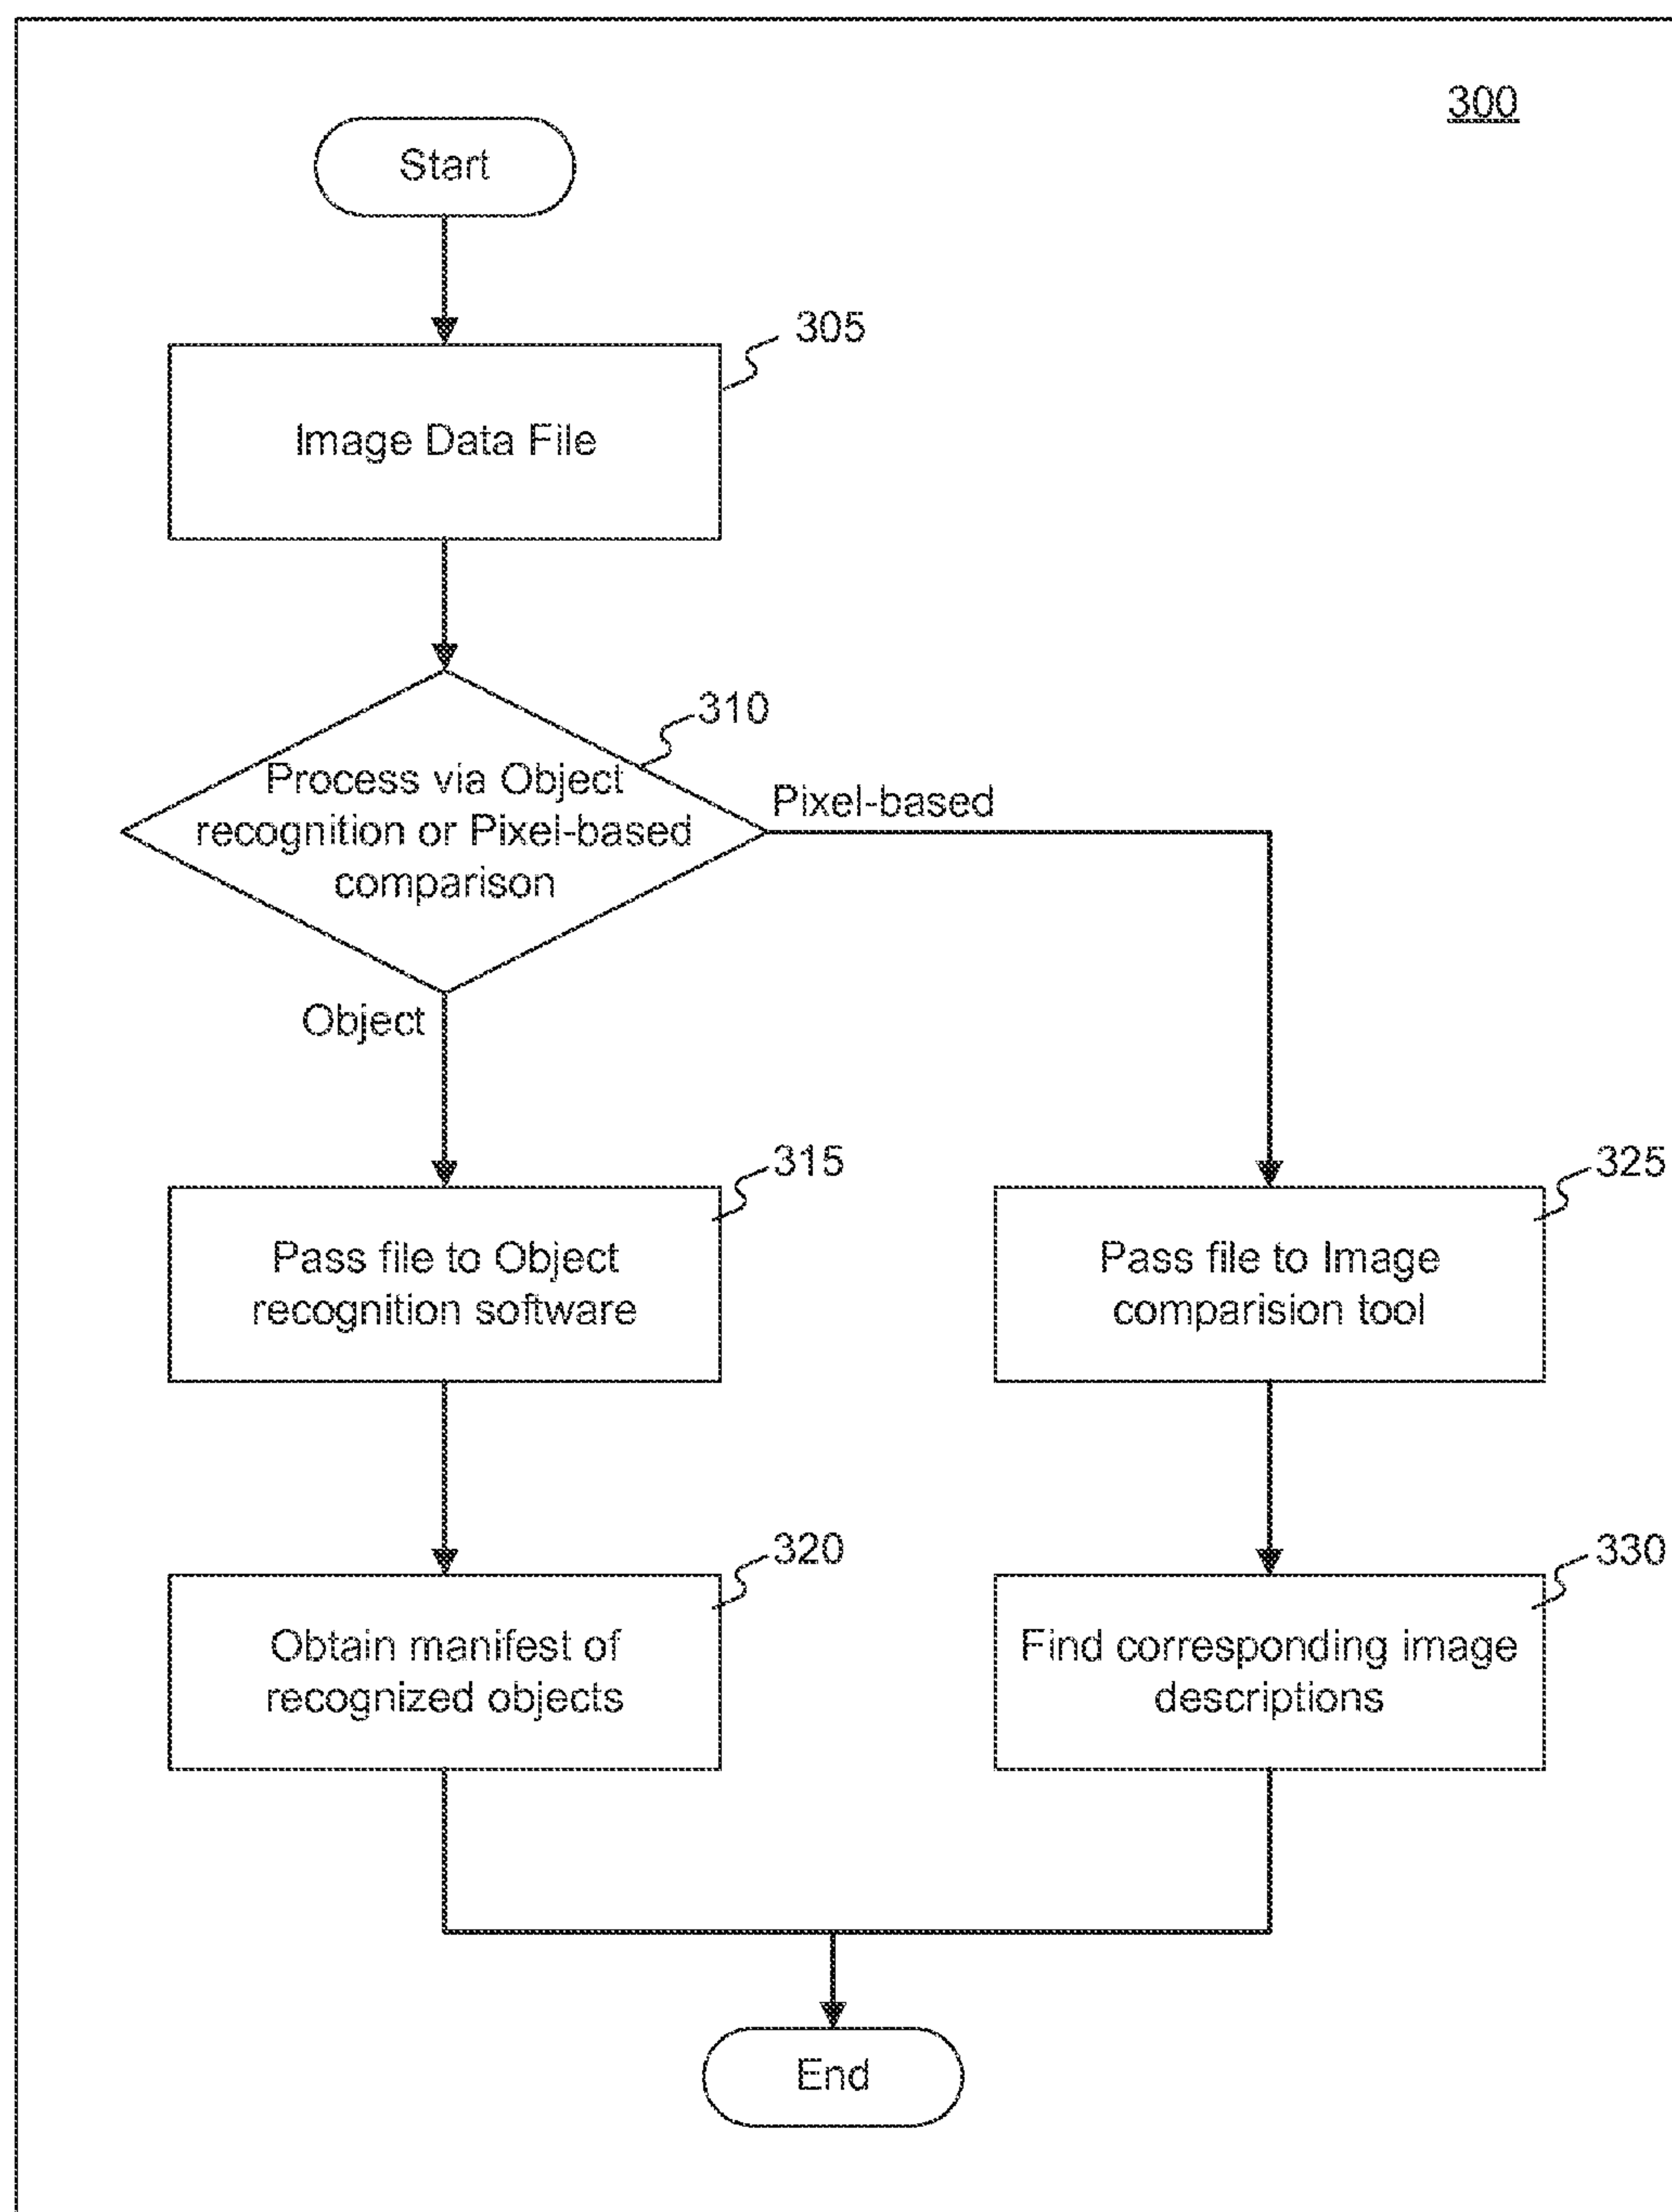 300
Start
305
Image Data File
310
Process via Object
recognition or Pixel-based
comparison
Pixel-based
Object
315
Pass file to Object
recognition software
325
Pass file to Image
comparision tool
320
Obtain manifest of
recognized objects
330
Find corresponding image
descriptions
End